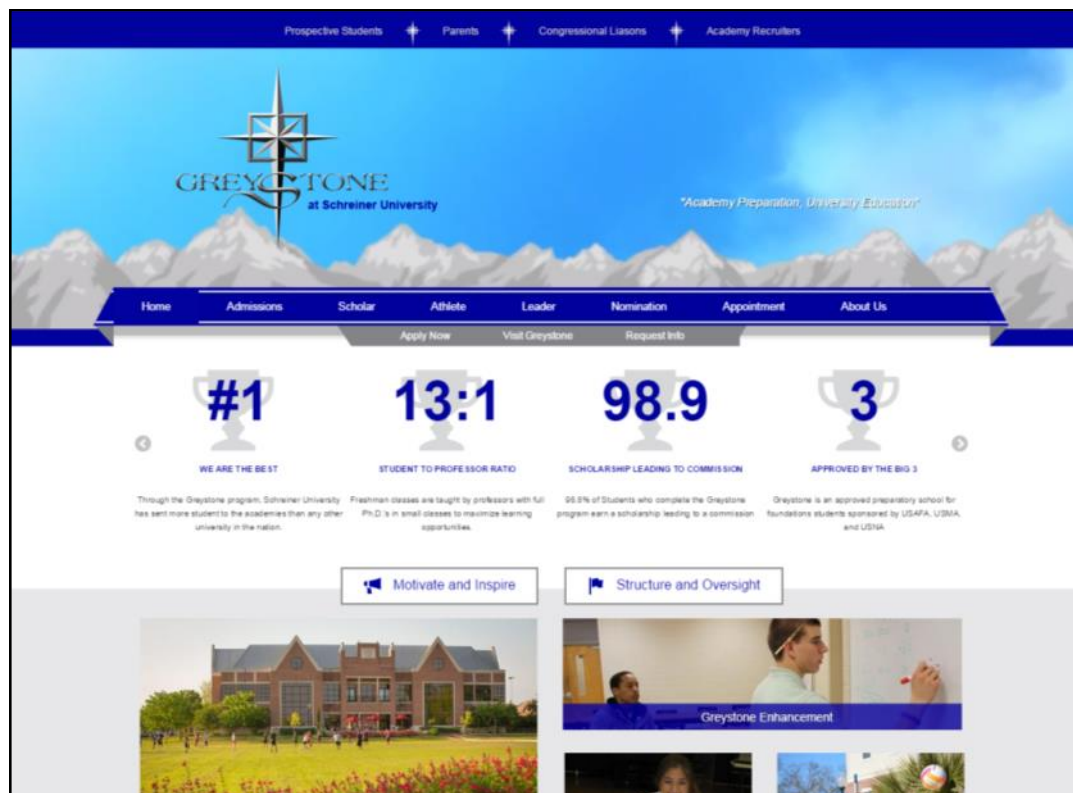 Prospective Students Parents Congressional Liasons Academy Recruiters
GREYSTONE
at Schreiner University
"Academy Preparation, University Education"
Home Admissions Scholar Athlete Leader Nomination Appointment About Us
Apply Now Visit Greystone Request Info
#1 13:1 98.9 3
WE ARE THE BEST STUDENT TO PROFESSOR RATIO SCHOLARSHIP LEADING TO COMMISSION APPROVED BY THE BIG 3
Through the Greystone program, Schreiner University
has sent more student to the academies than any other
university in the nation.
Freshman classes are taught by professors with full
Ph.D.'s in small classes to maximize learning
opportunities.
98.6% of Students who complete the Greystone
program earn a scholarship leading to a commission
Greystone is an approved preparatory school for
foundations students sponsored by USAFA, USMA,
and USNA
Motivate and Inspire Structure and Oversight
Greystone Enhancement